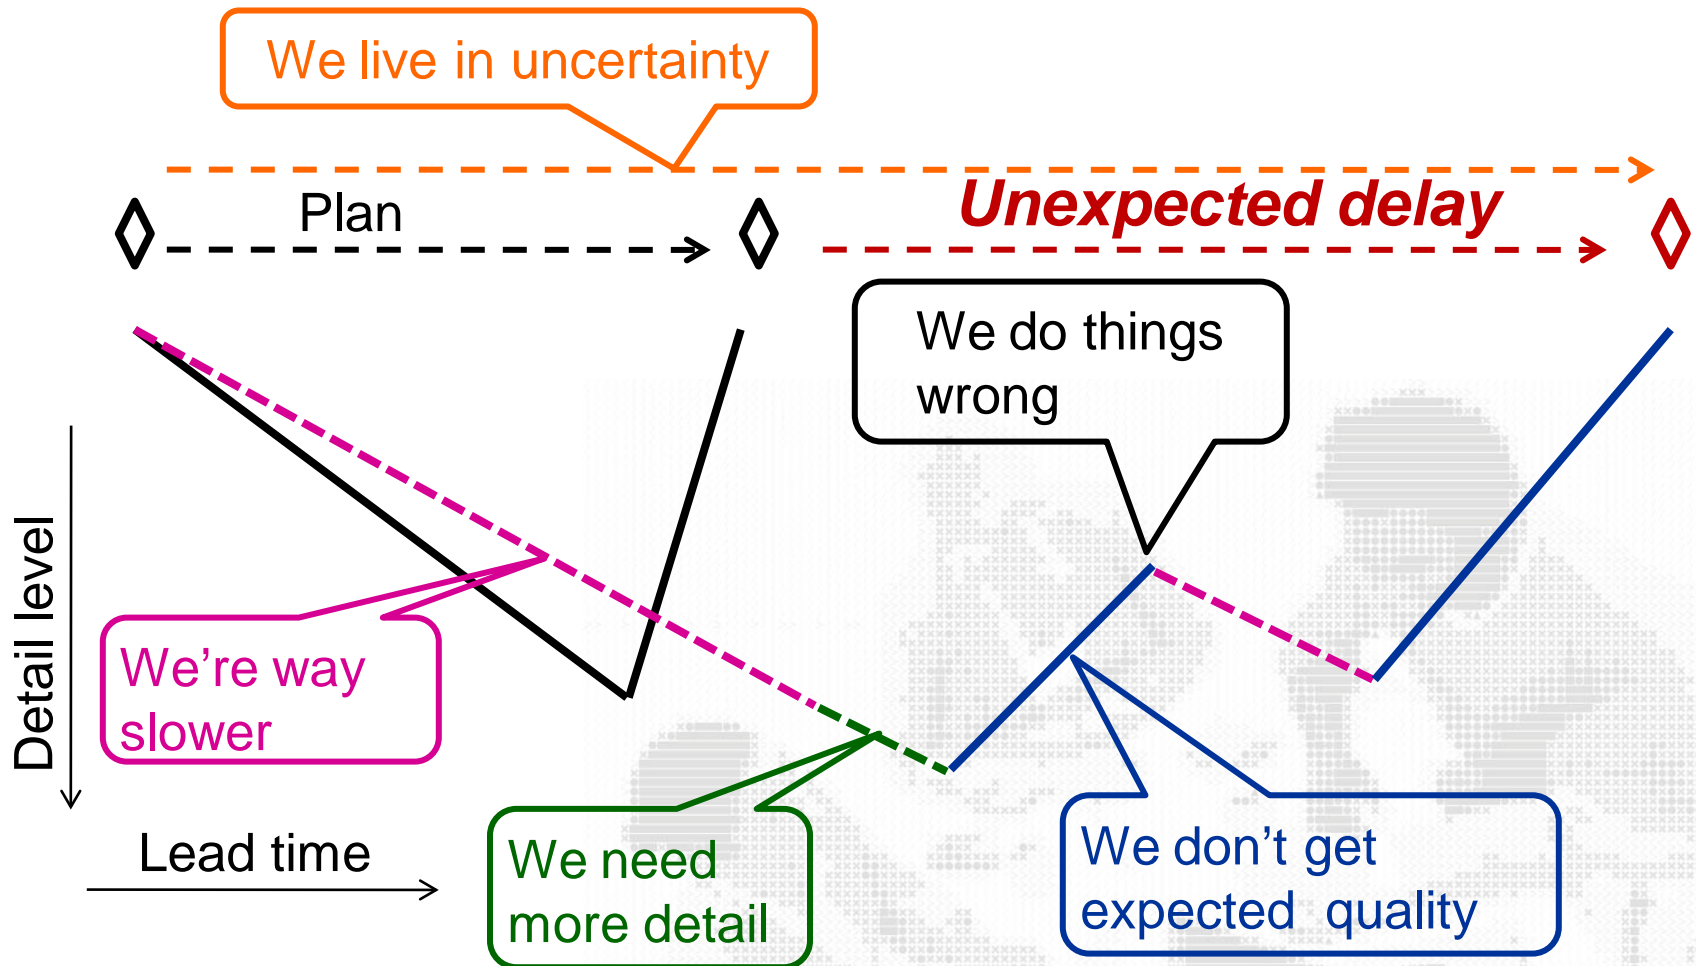 We live in uncertainty
Plan
Unexpected delay
We do things
wrong
Detail level
We’re way
slower
Lead time
We need
more detail
We don’t get
expected quality